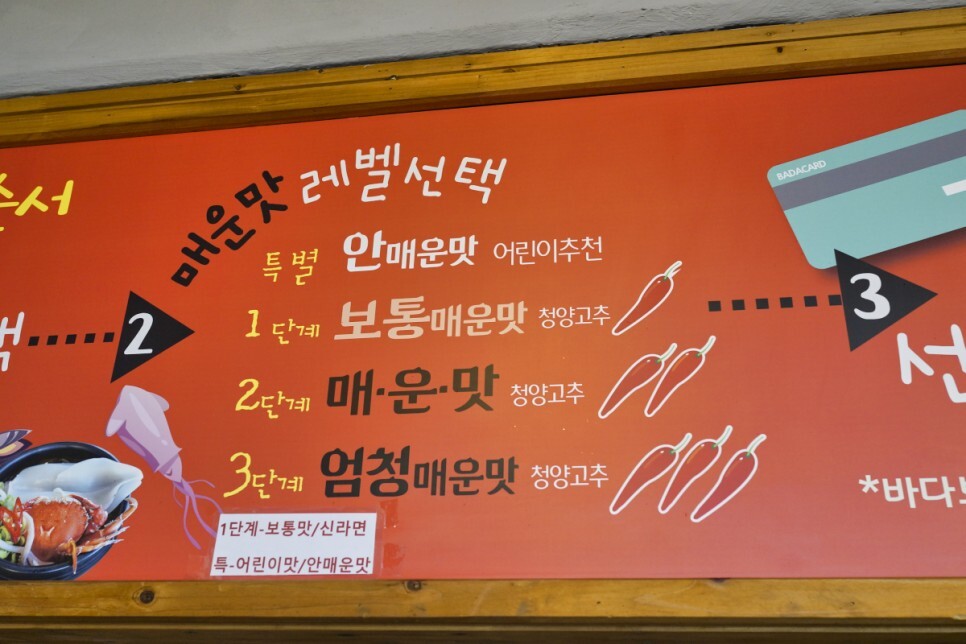 매운맛 레벨선택
특별 안매운맛 어린이추천
1단계 보통매운맛 청양고추
2단계 매·운·맛 청양고추
3단계 엄청매운맛 청양고추
1단계-보통맛/신라면
특-어린이맛/안매운맛
2
BADACARD
3
선
*바다